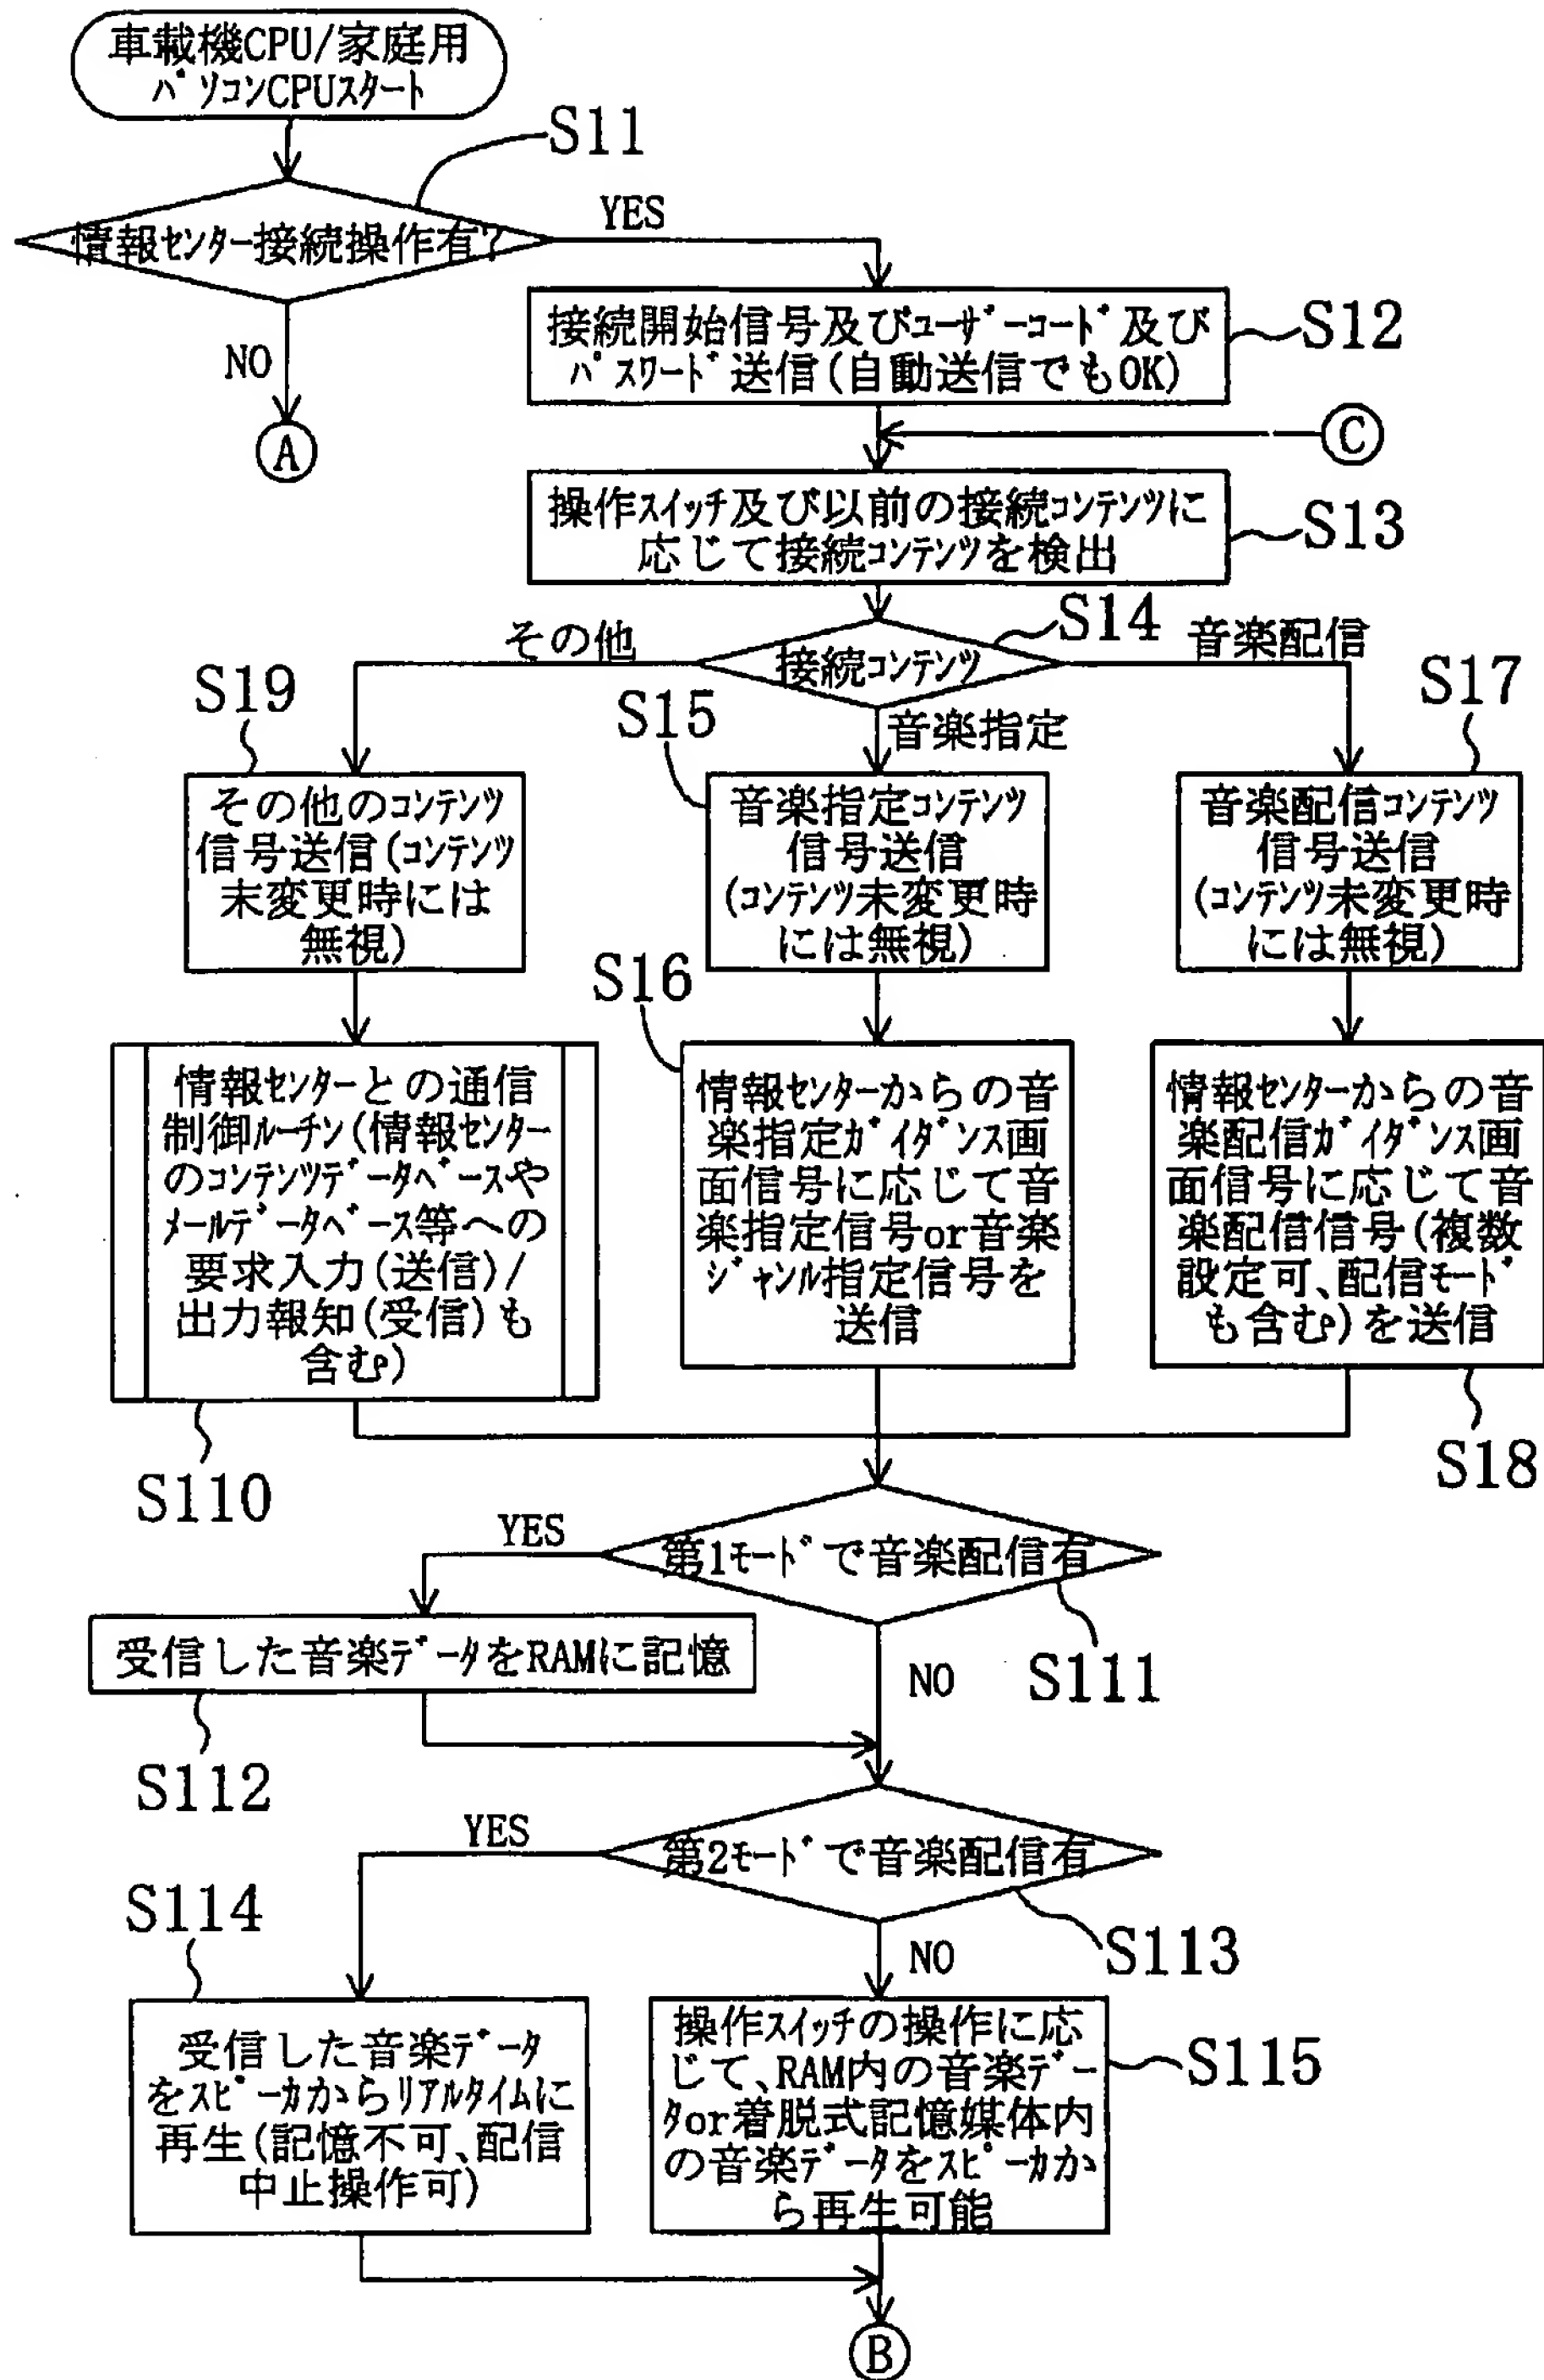 車載機CPU/家庭用
パソコンCPUスタート
S11
情報センター接続操作有?
YES
NO
A
接続開始信号及びユーザーコード及び
パスワード送信(自動送信でもOK)
S12
C
操作スイッチ及び以前の接続コンテンツに
応じて接続コンテンツを検出
S13
その他
接続コンテンツ
S14
音楽配信
音楽指定
S19
S15
S17
その他のコンテンツ
信号送信(コンテンツ
末変更時には
無視)
音楽指定コンテンツ
信号送信
(コンテンツ未変更時
には無視)
音楽配信コンテンツ
信号送信
(コンテンツ未変更時
には無視)
S16
情報センターとの通信
制御ルーチン(情報センター
のコンテンツデータベースや
メールデータベース等への
要求入力(送信)/
出力報知(受信)も
含む)
情報センターからの音
楽指定ガイダンス画
面信号に応じて音
楽指定信号or音楽
ジャンル指定信号を
送信
情報センターからの音
楽配信ガイダンス画
面信号に応じて音
楽配信信号(複数
設定可、配信モード
も含む)を送信
S110
S18
YES
第1モードで音楽配信有
S111
NO
受信した音楽データをRAMに記憶
S112
YES
第2モードで音楽配信有
S113
NO
S114
受信した音楽データ
をスピーカからリアルタイムに
再生(記憶不可、配信
中止操作可)
操作スイッチの操作に応
じて、RAM内の音楽デー
タor着脱式記憶媒体内
の音楽データをスピーカか
ら再生可能
S115
B